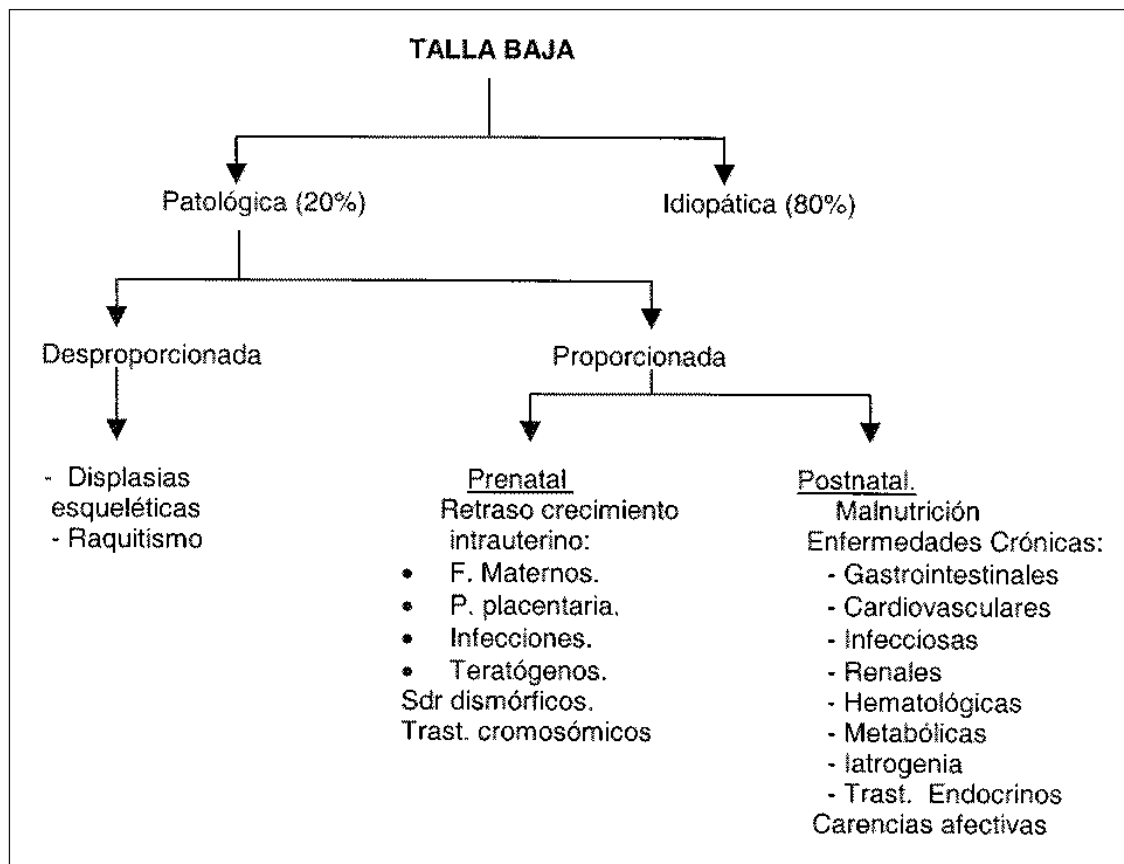 TALLA BAJA
Patológica (20%)
Idiopática (80%)
Desproporcionada
Proporcionada
- Displasias
esqueléticas
- Raquitismo
Prenatal
Retraso crecimiento
intrauterino:
• F. Maternos.
• P. placentaria.
• Infecciones.
• Teratógenos.
Sdr dismórficos.
Trast. cromosómicos
Postnatal.
Malnutrición
Enfermedades Crónicas:
- Gastrointestinales
- Cardiovasculares
- Infecciosas
- Renales
- Hematológicas
- Metabólicas
- Iatrogenia
- Trast. Endocrinos
Carencias afectivas